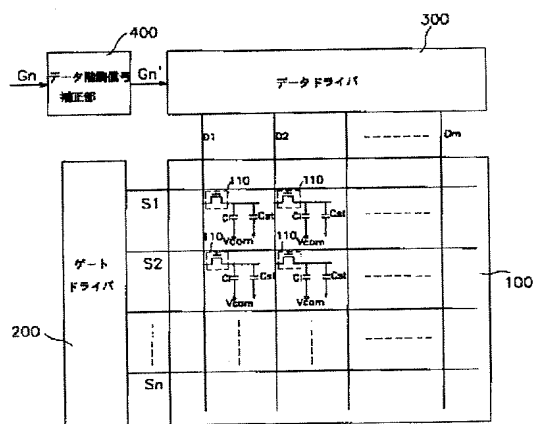 400
300
Gn
データ階調信号
補正部
Gn'
データドライバ
D1
D2
Dm
110
110
S1
Cl
Cst
Cl
Cst
Vcom
Vcom
110
110
S2
Cl
Cst
Cl
Cst
Vcom
Vcom
ゲート
ドライバ
100
200
Sn